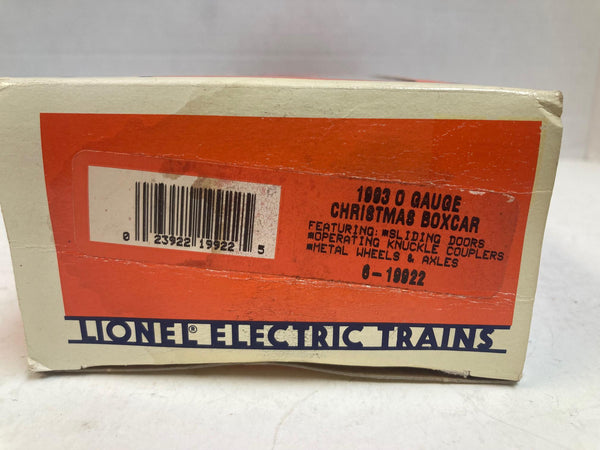 1993 O GAUGE
CHRISTMAS BOXCAR
FEATURING: ■SLIDING DOORS
■OPERATING KNUCKLE COUPLERS
■METAL WHEELS & AXLES
6-19922
0 23922 19922 5
LIONEL® ELECTRIC TRAINS